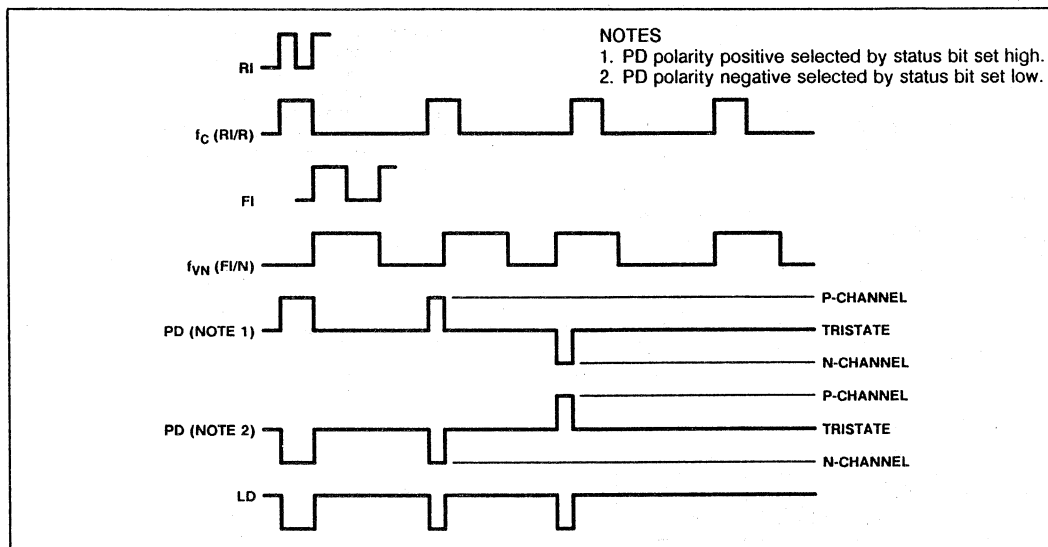 NOTES
1. PD polarity positive selected by status bit set high.
2. PD polarity negative selected by status bit set low.
RI
fC (RI/R)
FI
fVN (FI/N)
PD (NOTE 1)
P-CHANNEL
TRISTATE
N-CHANNEL
PD (NOTE 2)
P-CHANNEL
TRISTATE
N-CHANNEL
LD